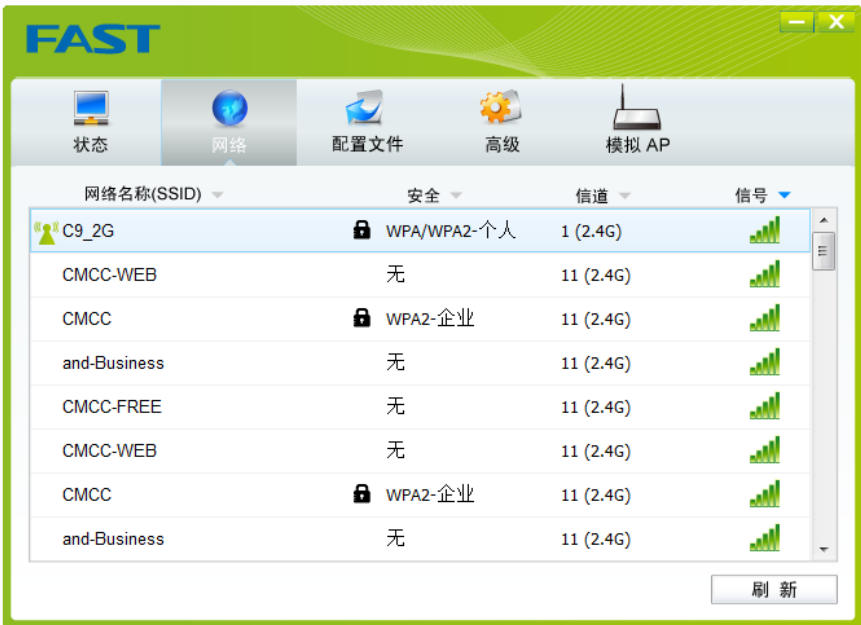 FAST
状态 网络 配置文件 高级 模拟 AP
网络名称(SSID) 安全 信道 信号
C9_2G WPA/WPA2-个人 1 (2.4G)
CMCC-WEB 无 11 (2.4G)
CMCC WPA2-企业 11 (2.4G)
and-Business 无 11 (2.4G)
CMCC-FREE 无 11 (2.4G)
CMCC-WEB 无 11 (2.4G)
CMCC WPA2-企业 11 (2.4G)
and-Business 无 11 (2.4G)
刷 新